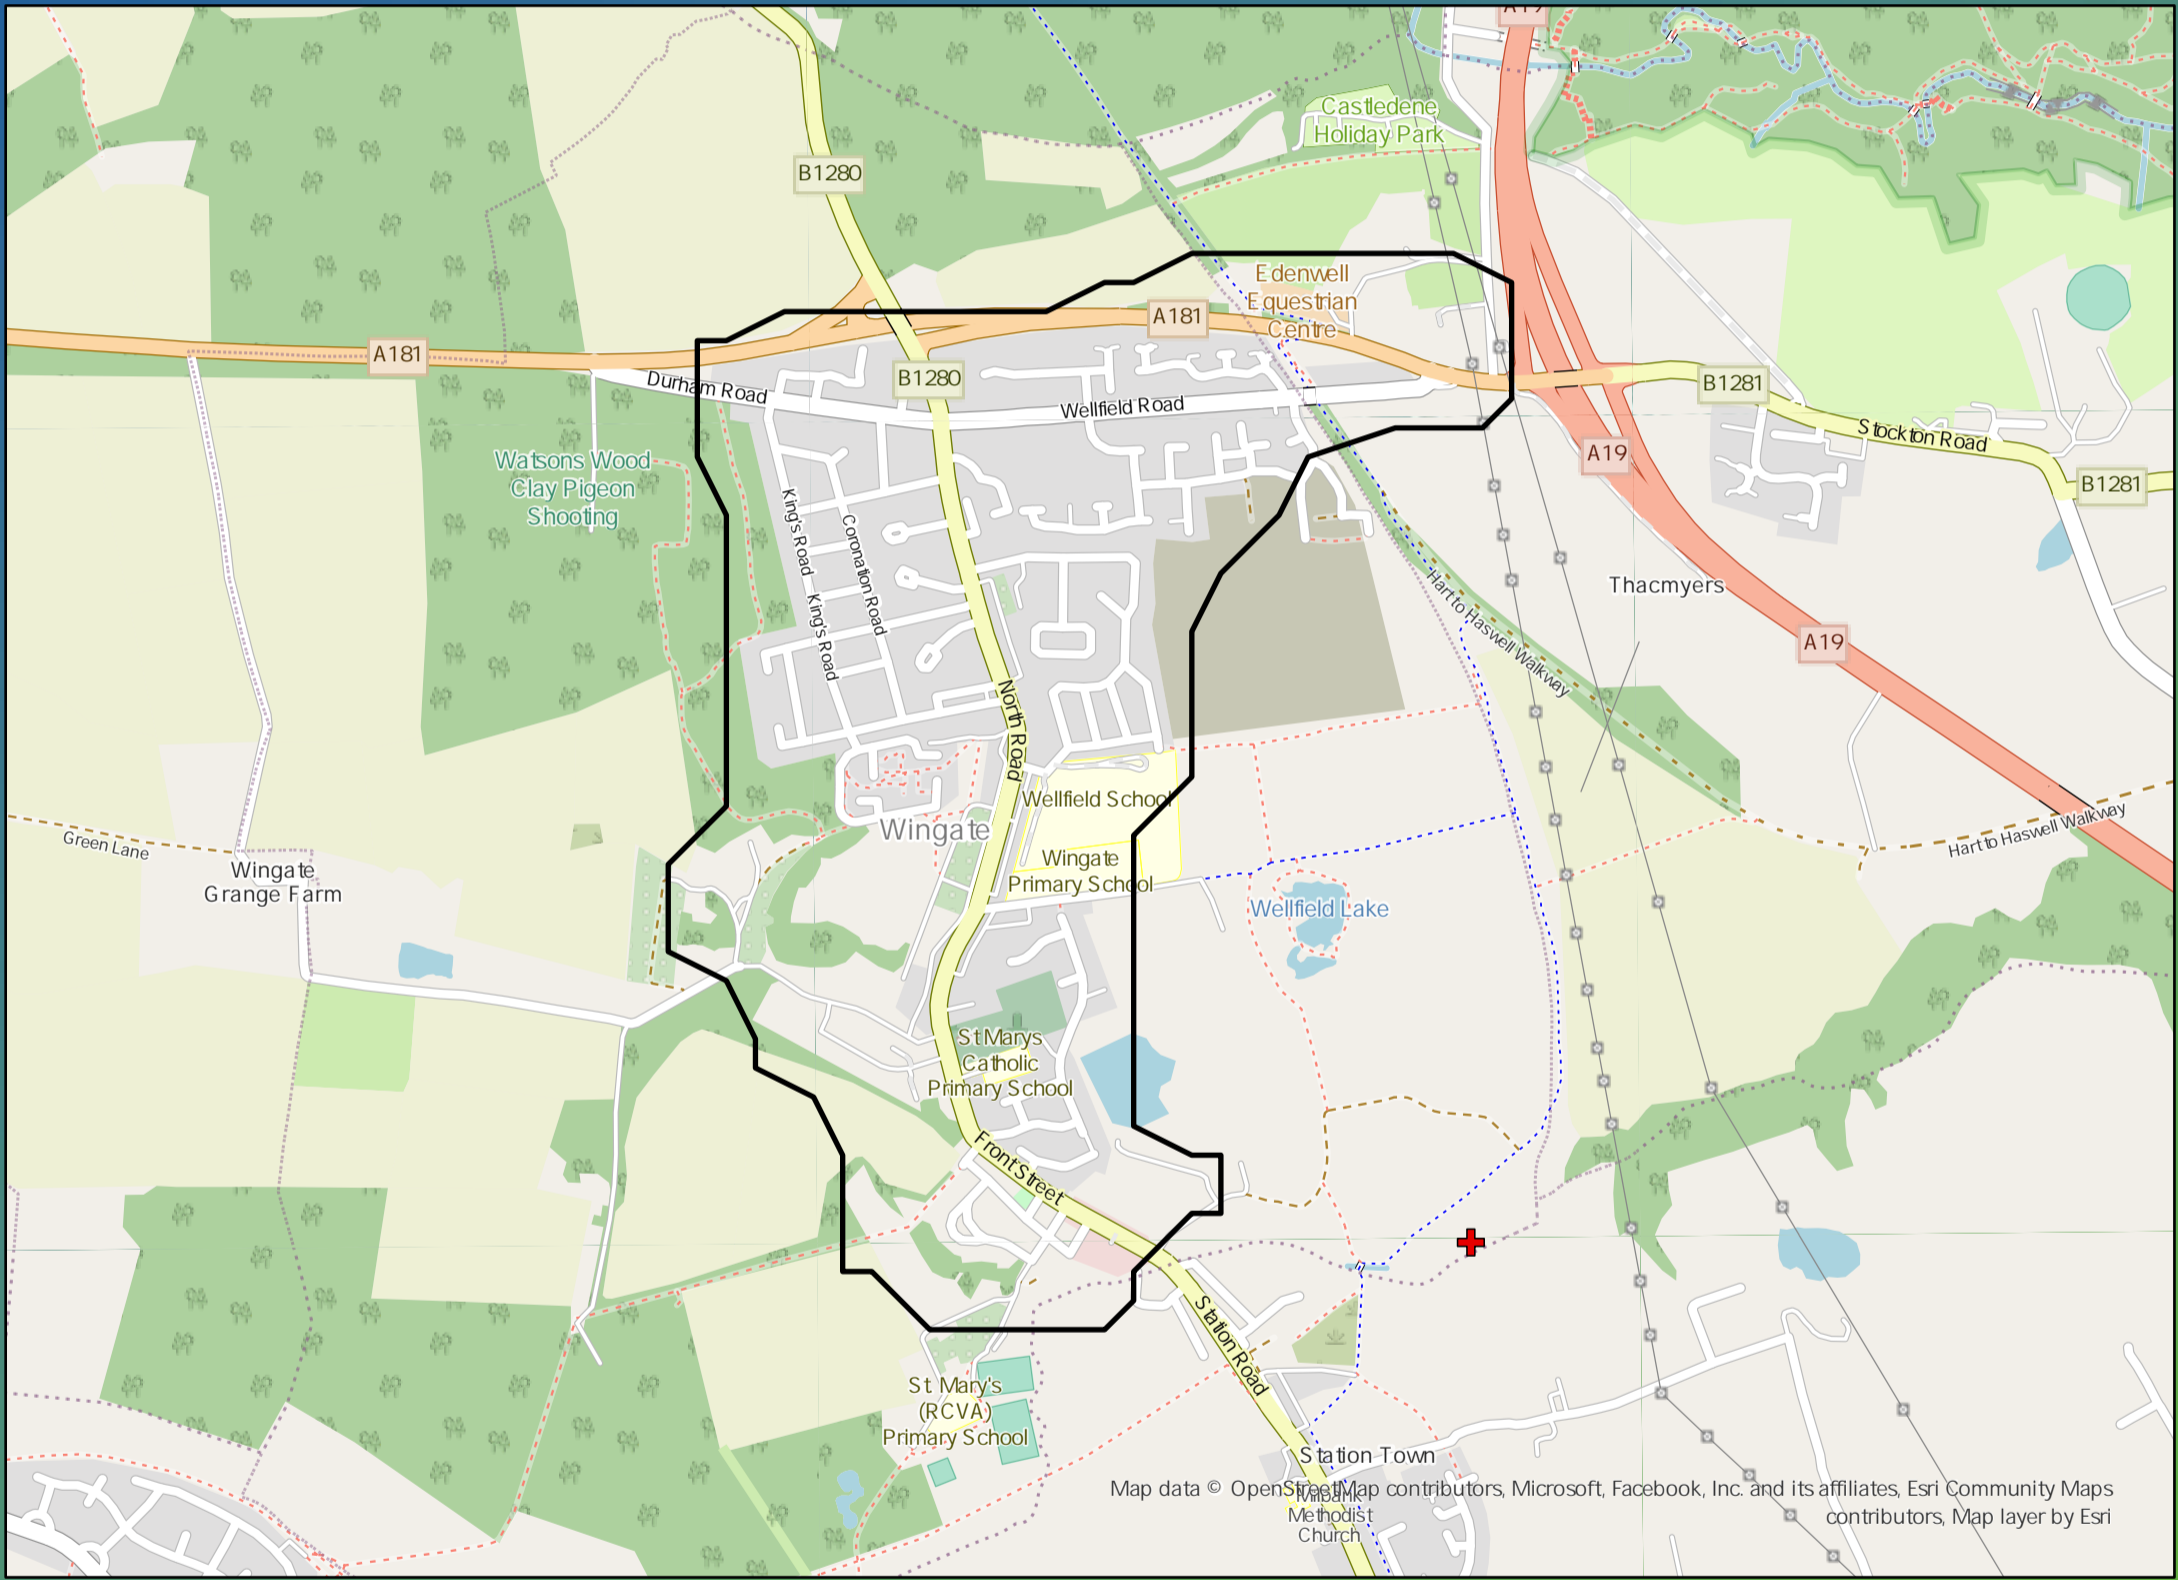 A19
Castledene
Holiday Park
B1280
Edenwell
Equestrian
Centre
A181
A181
B1280
B1281
Durham Road
Wellfield Road
Stockton Road
A19
B1281
Watsons Wood
Clay Pigeon
Shooting
King's Road
Coronation Road
King's Road
Hart to Haswell Walkway
Thacmyers
A19
North Road
Wellfield School
Wingate
Green Lane
Hart to Haswell Walkway
Wingate
Grange Farm
Wingate
Primary School
Wellfield Lake
St Marys
Catholic
Primary School
Front Street
Station Road
St. Mary's
(RCVA)
Primary School
Station Town
Map data © OpenStreetMap contributors, Microsoft, Facebook, Inc. and its affiliates, Esri Community Maps
contributors, Map layer by Esri
Methodist
Church